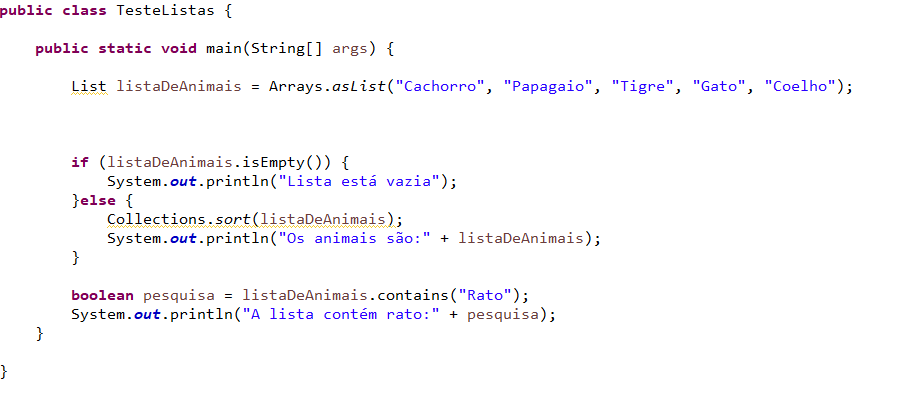 public class TesteListas {
public static void main(String[] args) {
List listaDeAnimais = Arrays.asList("Cachorro", "Papagaio", "Tigre", "Gato", "Coelho");
if (listaDeAnimais.isEmpty()) {
System.out.println("Lista está vazia");
}else {
Collections.sort(listaDeAnimais);
System.out.println("Os animais são:" + listaDeAnimais);
}
boolean pesquisa = listaDeAnimais.contains("Rato");
System.out.println("A lista contém rato:" + pesquisa);
}
}